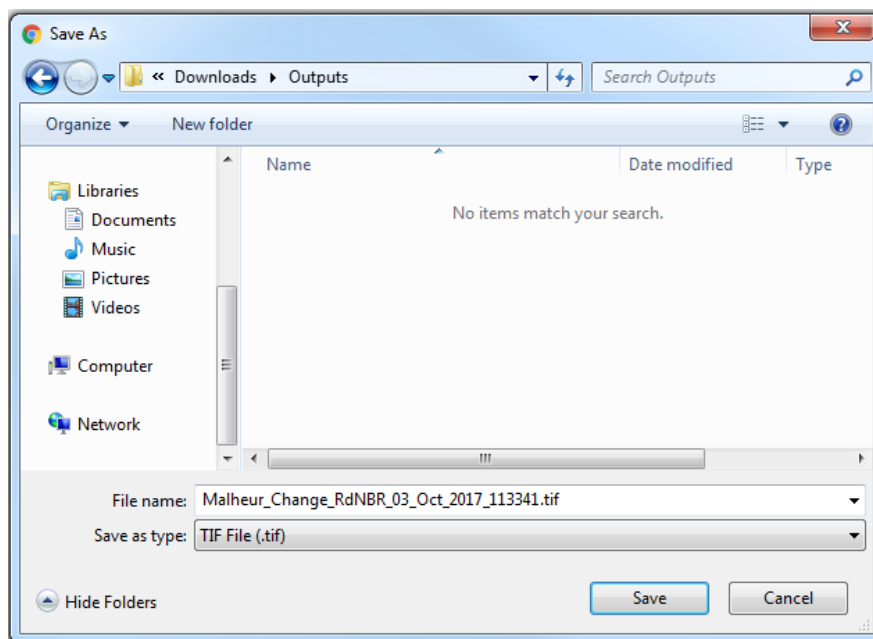 Save As
« Downloads Outputs
Search Outputs
Organize New folder
Name Date modified Type
No items match your search.
Libraries
Documents
Music
Pictures
Videos
Computer
Network
File name: Malheur_Change_RdNBR_03_Oct_2017_113341.tif
Save as type: TIF File (.tif)
Hide Folders Save Cancel